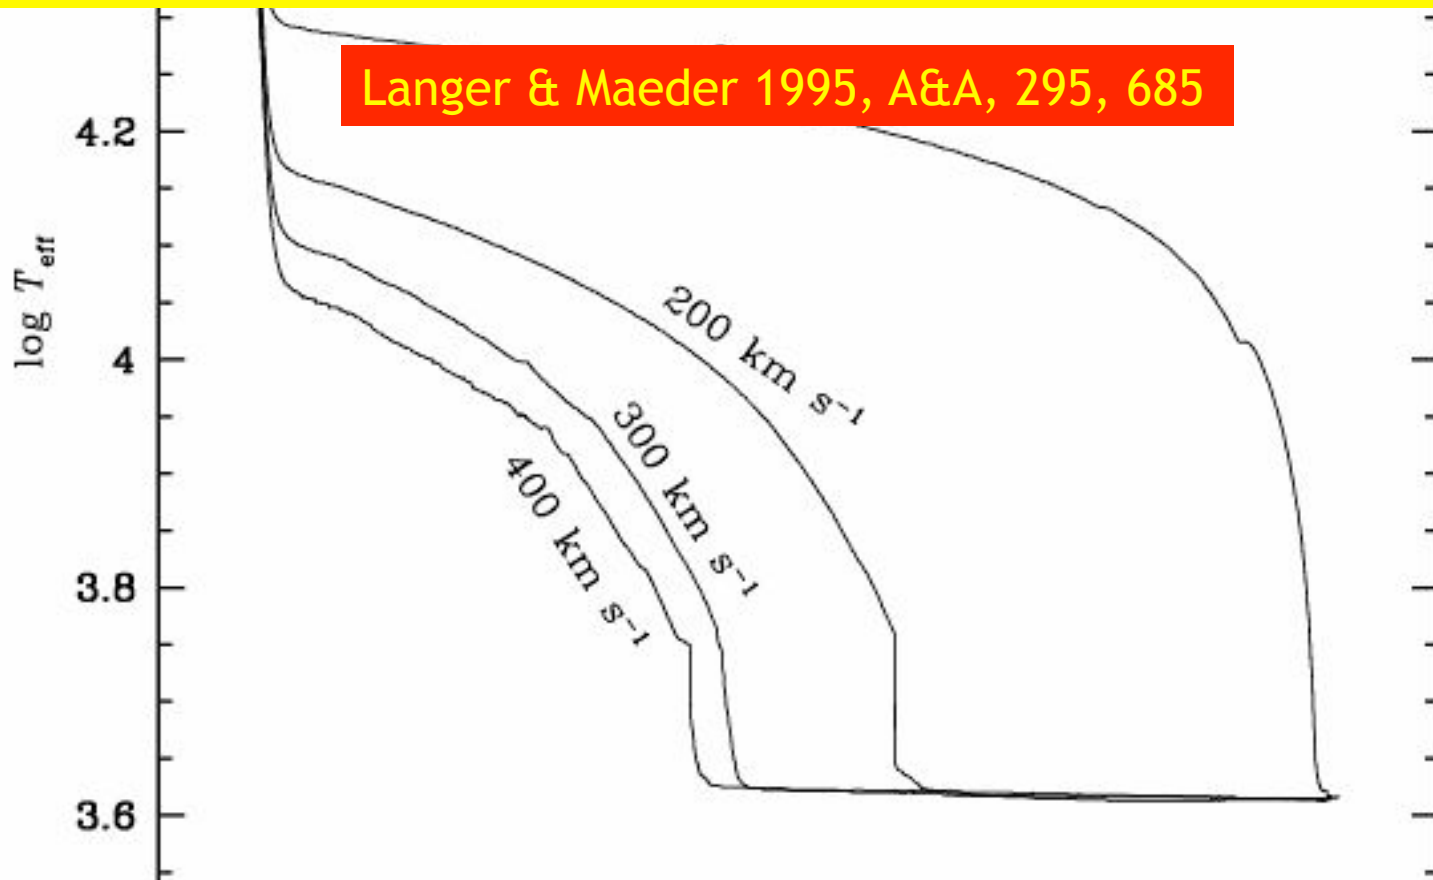 Langer & Maeder 1995, A&A, 295, 685
4.2
log Teff
4
3.8
3.6
200 km s⁻¹
300 km s⁻¹
400 km s⁻¹